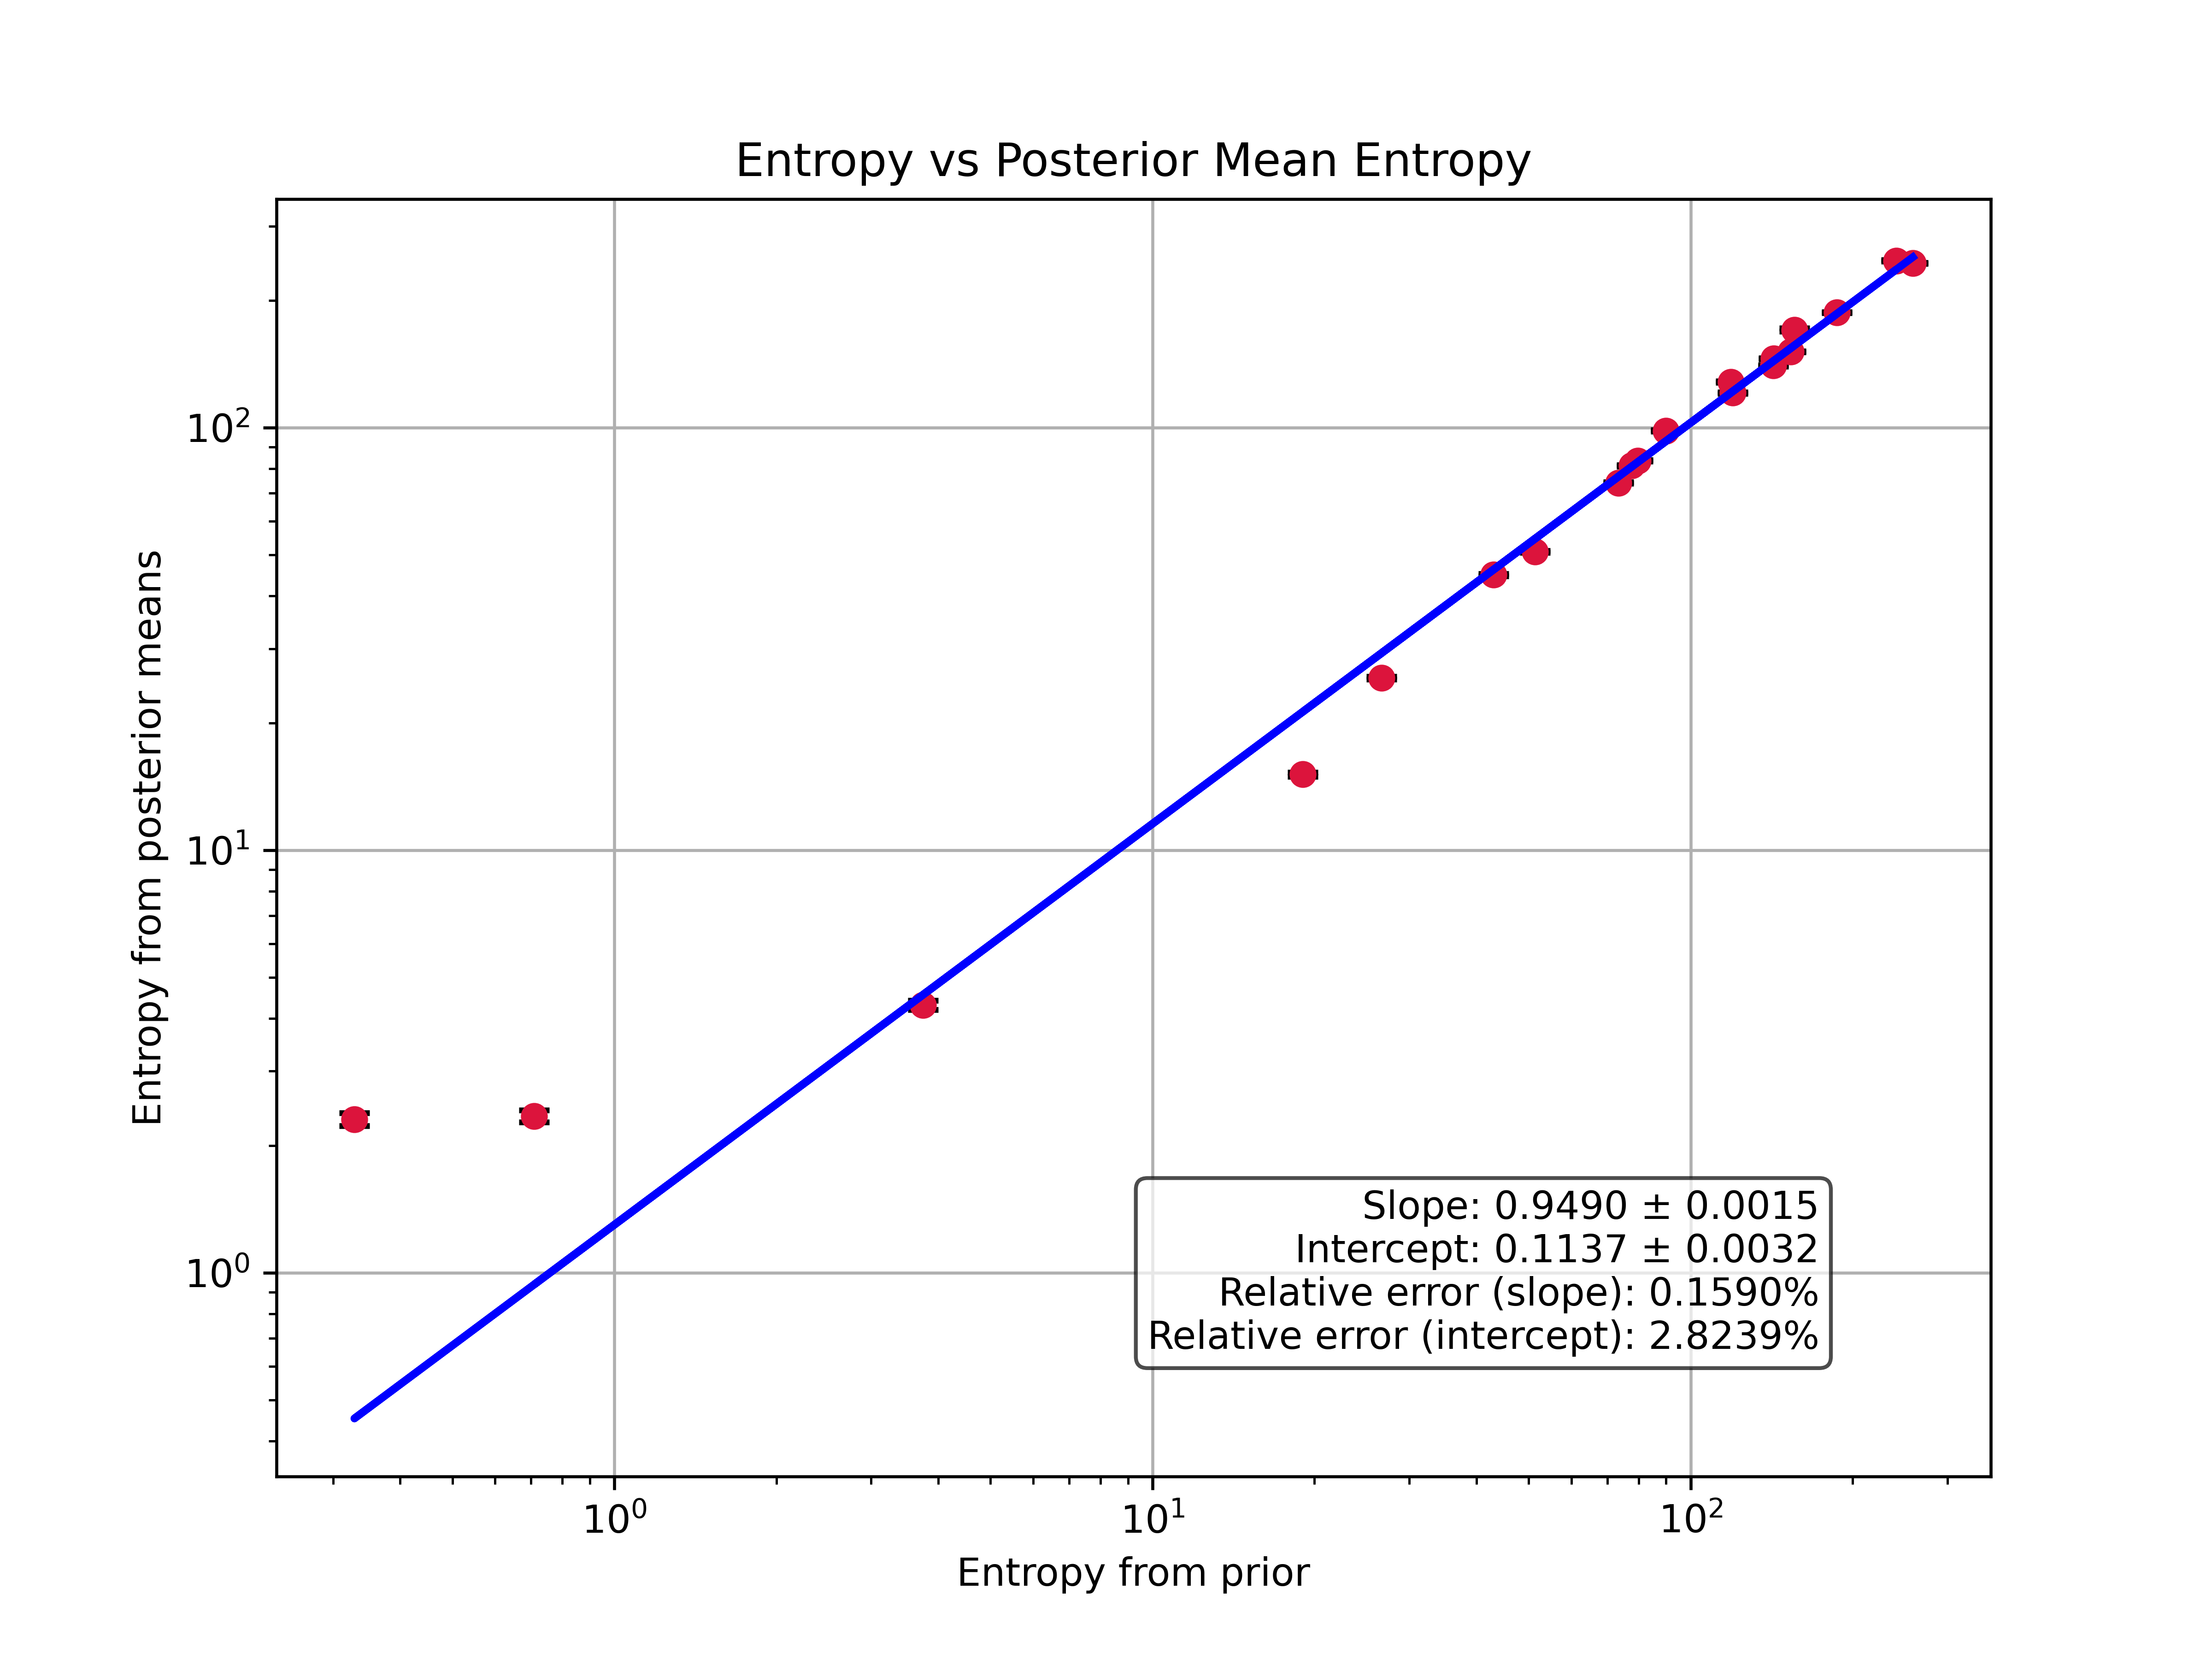 Entropy vs Posterior Mean Entropy
Entropy from posterior means
10²
10¹
10⁰
Slope: 0.9490 ± 0.0015
Intercept: 0.1137 ± 0.0032
Relative error (slope): 0.1590%
Relative error (intercept): 2.8239%
10⁰ 10¹ 10²
Entropy from prior